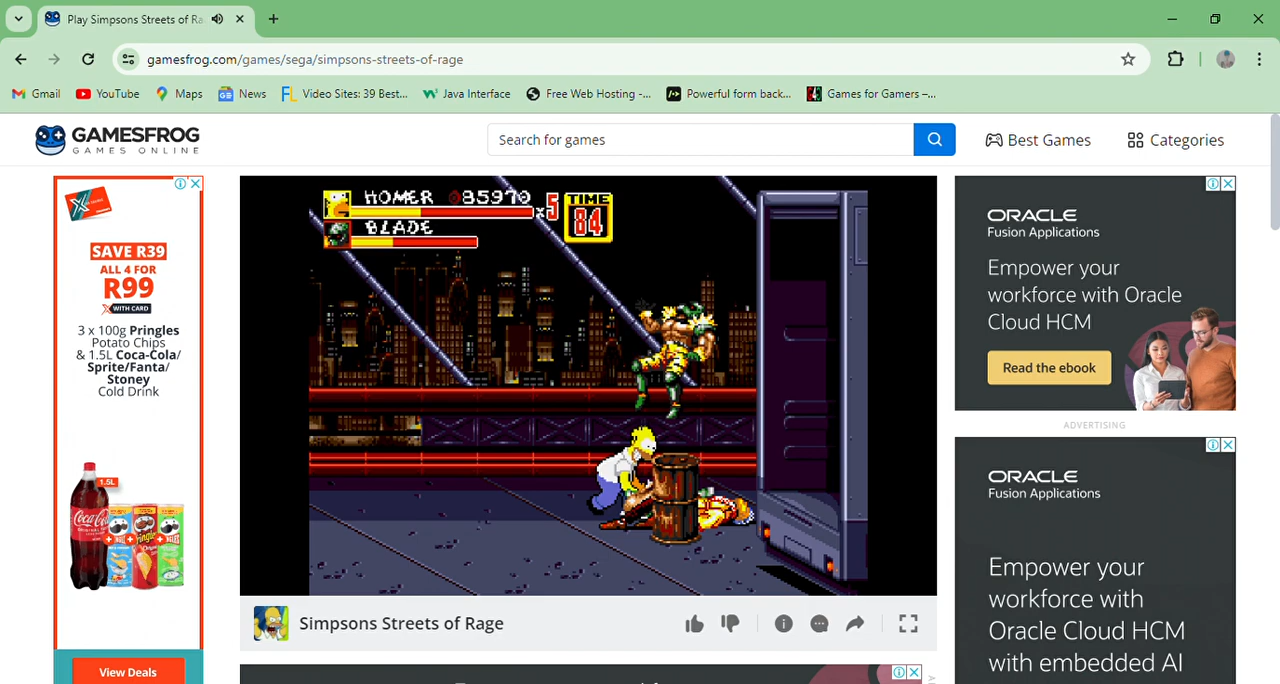 Play Simpsons Streets of Ra
gamesfrog.com/games/sega/simpsons-streets-of-rage
Gmail
YouTube
Maps
News
Video Sites: 39 Best...
Java Interface
Free Web Hosting -...
Powerful form back...
Games for Gamers –...
GAMESFROG
GAMES ONLINE
Search for games
Best Games
Categories
SAVE R39
ALL 4 FOR
R99
WITH CARD
3 x 100g Pringles
Potato Chips
& 1.5L Coca-Cola/
Sprite/Fanta/
Stoney
Cold Drink
1.5L
Coca-Cola
View Deals
HOMER 085970
x5
TIME
84
BLADE
Simpsons Streets of Rage
ORACLE
Fusion Applications
Empower your
workforce with Oracle
Cloud HCM
Read the ebook
ADVERTISING
ORACLE
Fusion Applications
Empower your
workforce with
Oracle Cloud HCM
with embedded AI